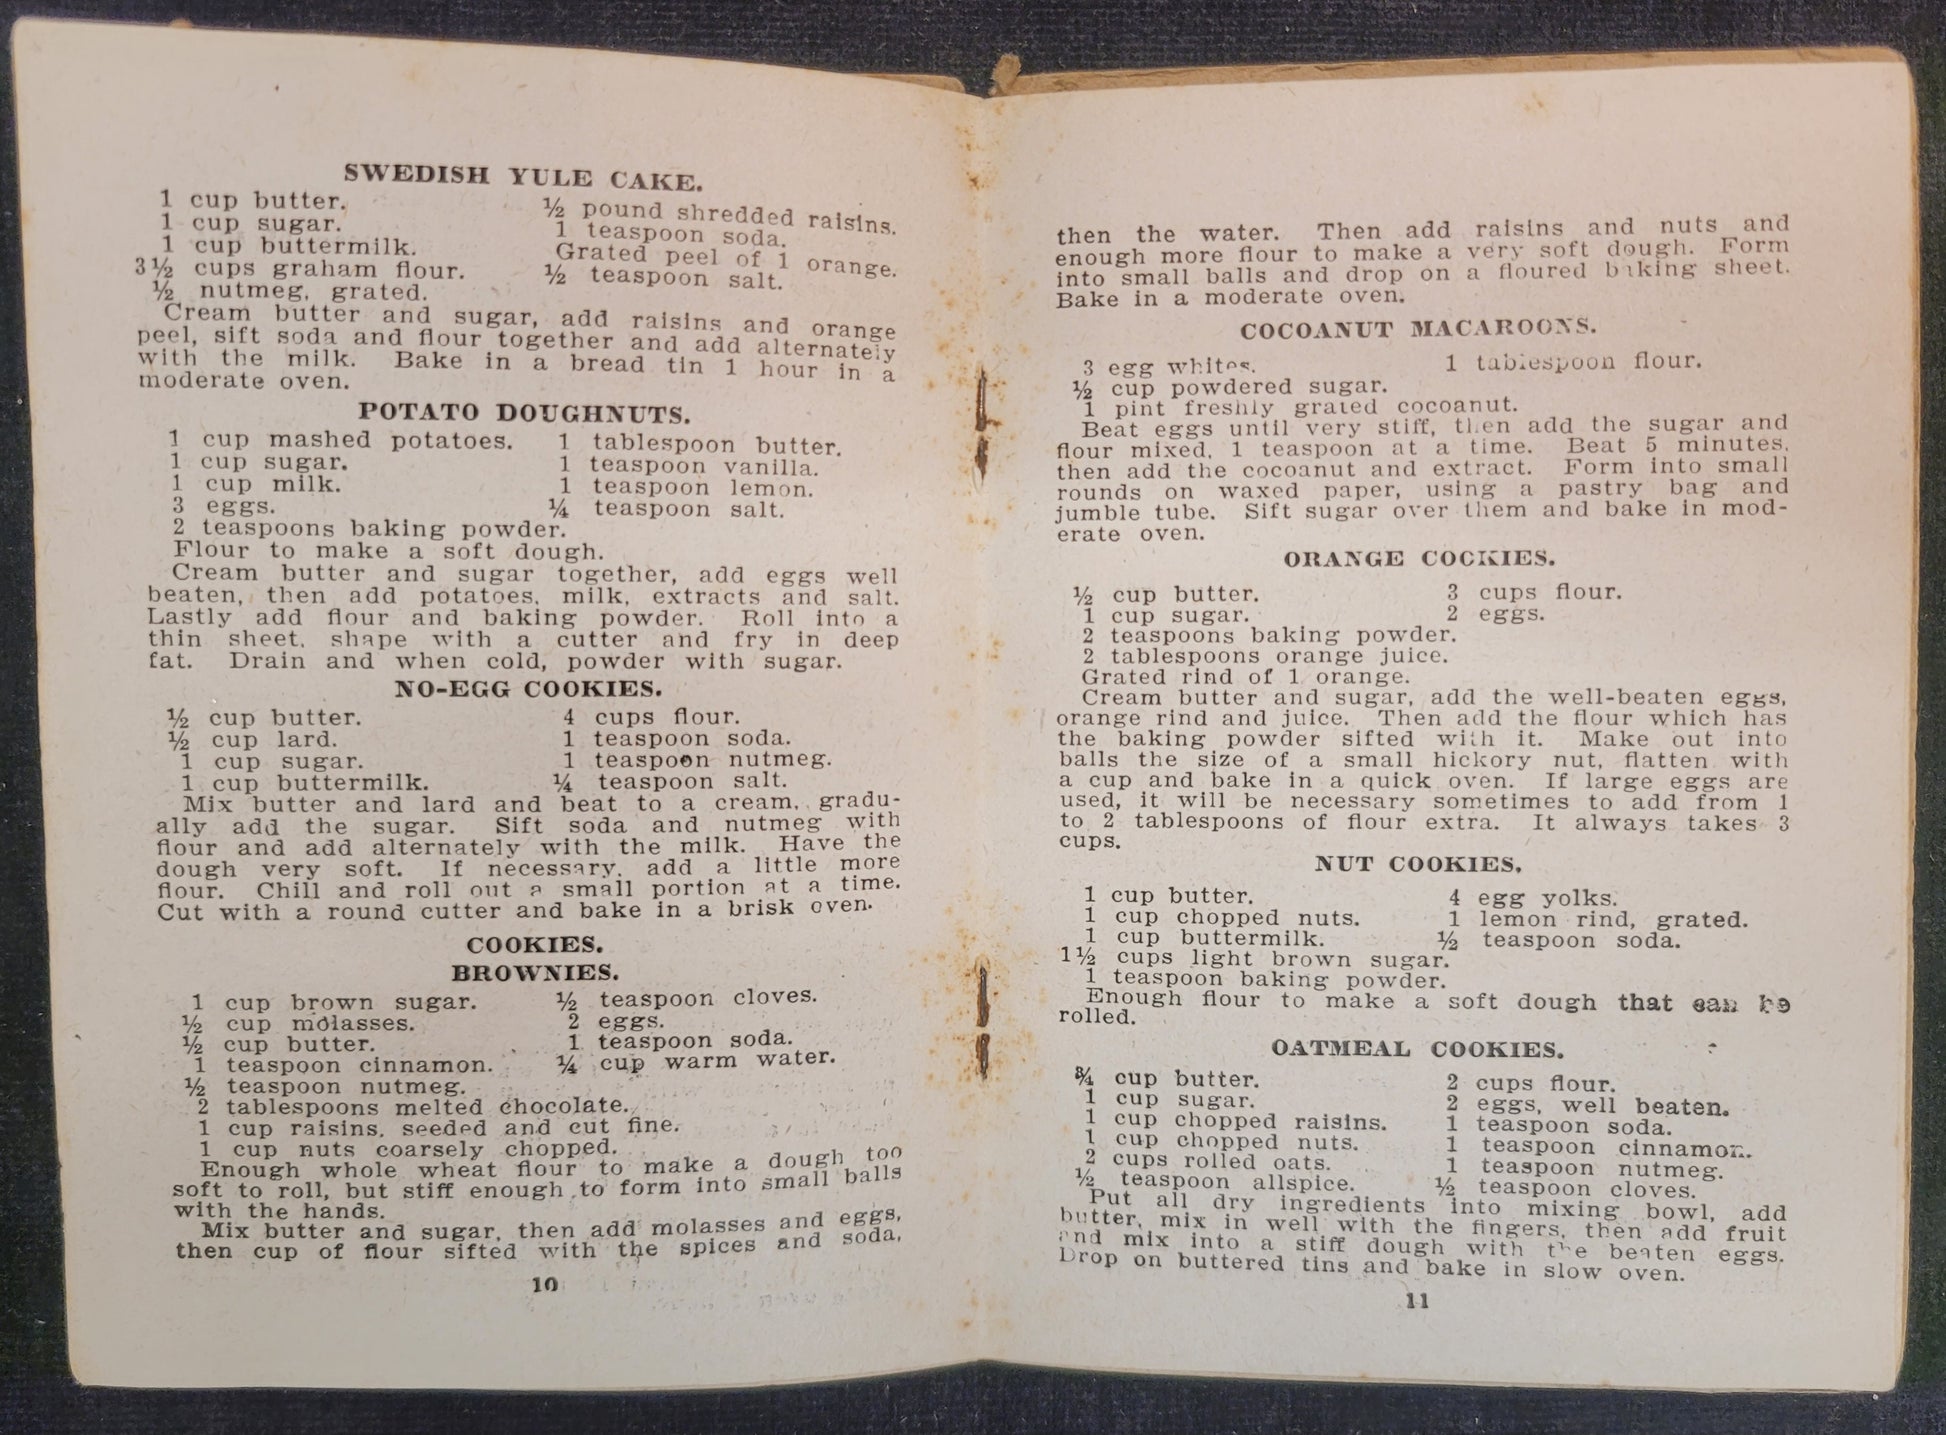 SWEDISH YULE CAKE.
1 cup butter. ½ pound shredded raisins.
1 cup sugar. 1 teaspoon soda.
1 cup buttermilk. Grated peel of 1 orange.
3½ cups graham flour. ½ teaspoon salt.
½ nutmeg, grated.
Cream butter and sugar, add raisins and orange
peel, sift soda and flour together and add alternately
with the milk. Bake in a bread tin 1 hour in a
moderate oven.
POTATO DOUGHNUTS.
1 cup mashed potatoes. 1 tablespoon butter.
1 cup sugar. 1 teaspoon vanilla.
1 cup milk. 1 teaspoon lemon.
3 eggs. ¼ teaspoon salt.
2 teaspoons baking powder.
Flour to make a soft dough.
Cream butter and sugar together, add eggs well
beaten, then add potatoes, milk, extracts and salt.
Lastly add flour and baking powder. Roll into a
thin sheet, shape with a cutter and fry in deep
fat. Drain and when cold, powder with sugar.
NO-EGG COOKIES.
½ cup butter. 4 cups flour.
½ cup lard. 1 teaspoon soda.
1 cup sugar. 1 teaspoon nutmeg.
1 cup buttermilk. ¼ teaspoon salt.
Mix butter and lard and beat to a cream, gradu-
ally add the sugar. Sift soda and nutmeg with
flour and add alternately with the milk. Have the
dough very soft. If necessary, add a little more
flour. Chill and roll out a small portion at a time.
Cut with a round cutter and bake in a brisk oven.
COOKIES.
BROWNIES.
1 cup brown sugar. ½ teaspoon cloves.
½ cup molasses. 2 eggs.
½ cup butter. 1 teaspoon soda.
1 teaspoon cinnamon. ¼ cup warm water.
½ teaspoon nutmeg.
2 tablespoons melted chocolate.
1 cup raisins, seeded and cut fine.
1 cup nuts coarsely chopped.
Enough whole wheat flour to make a dough too
soft to roll, but stiff enough to form into small balls
with the hands.
Mix butter and sugar, then add molasses and eggs,
then cup of flour sifted with the spices and soda,
10
then the water. Then add raisins and nuts and
enough more flour to make a very soft dough. Form
into small balls and drop on a floured baking sheet.
Bake in a moderate oven.
COCOANUT MACAROONS.
3 egg whites. 1 tablespoon flour.
½ cup powdered sugar.
1 pint freshly grated cocoanut.
Beat eggs until very stiff, then add the sugar and
flour mixed, 1 teaspoon at a time. Beat 5 minutes,
then add the cocoanut and extract. Form into small
rounds on waxed paper, using a pastry bag and
jumble tube. Sift sugar over them and bake in mod-
erate oven.
ORANGE COOKIES.
½ cup butter. 3 cups flour.
1 cup sugar. 2 eggs.
2 teaspoons baking powder.
2 tablespoons orange juice.
Grated rind of 1 orange.
Cream butter and sugar, add the well-beaten eggs,
orange rind and juice. Then add the flour which has
the baking powder sifted with it. Make out into
balls the size of a small hickory nut, flatten with
a cup and bake in a quick oven. If large eggs are
used, it will be necessary sometimes to add from 1
to 2 tablespoons of flour extra. It always takes 3
cups.
NUT COOKIES.
1 cup butter. 4 egg yolks.
1 cup chopped nuts. 1 lemon rind, grated.
1 cup buttermilk. ½ teaspoon soda.
1½ cups light brown sugar.
1 teaspoon baking powder.
Enough flour to make a soft dough that can be
rolled.
OATMEAL COOKIES.
¾ cup butter. 2 cups flour.
1 cup sugar. 2 eggs, well beaten.
1 cup chopped raisins. 1 teaspoon soda.
1 cup chopped nuts. 1 teaspoon cinnamon.
2 cups rolled oats. 1 teaspoon nutmeg.
½ teaspoon allspice. ½ teaspoon cloves.
Put all dry ingredients into mixing bowl, add
butter, mix in well with the fingers, then add fruit
and mix into a stiff dough with the beaten eggs.
Drop on buttered tins and bake in slow oven.
11